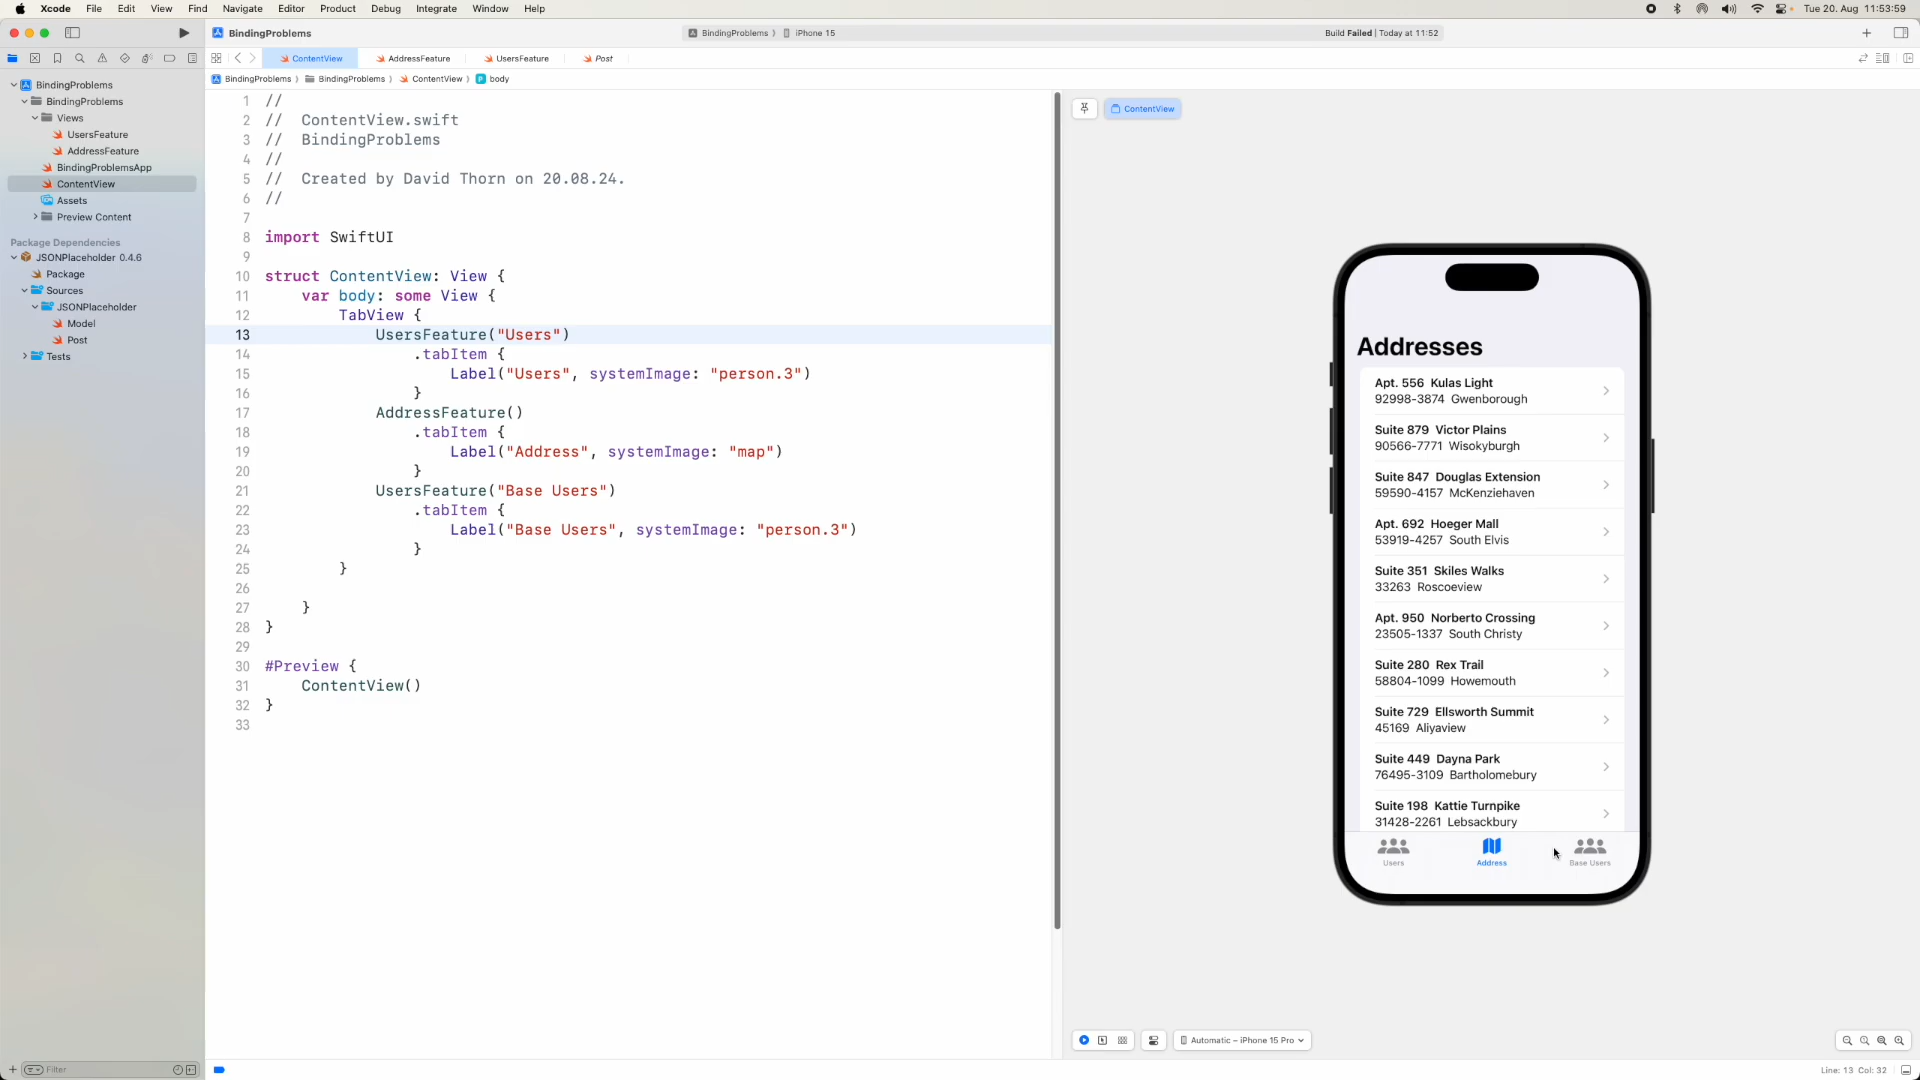 Xcode File Edit View Find Navigate Editor Product Debug Integrate Window Help
Tue 20. Aug 11:53:59
BindingProblems
BindingProblems 〉 iPhone 15
Build Failed | Today at 11:52
ContentView AddressFeature UsersFeature Post
BindingProblems 〉 BindingProblems 〉 ContentView 〉 P body
BindingProblems
BindingProblems
Views
UsersFeature
AddressFeature
BindingProblemsApp
ContentView
Assets
Preview Content
Package Dependencies
JSONPlaceholder 0.4.6
Package
Sources
JSONPlaceholder
Model
Post
Tests
Filter
1 //
2 // ContentView.swift
3 // BindingProblems
4 //
5 // Created by David Thorn on 20.08.24.
6 //
7
8 import SwiftUI
9
10 struct ContentView: View {
11 var body: some View {
12 TabView {
13 UsersFeature("Users")
14 .tabItem {
15 Label("Users", systemImage: "person.3")
16 }
17 AddressFeature()
18 .tabItem {
19 Label("Address", systemImage: "map")
20 }
21 UsersFeature("Base Users")
22 .tabItem {
23 Label("Base Users", systemImage: "person.3")
24 }
25 }
26
27 }
28 }
29
30 #Preview {
31 ContentView()
32 }
33
ContentView
Addresses
Apt. 556 Kulas Light
92998-3874 Gwenborough
Suite 879 Victor Plains
90566-7771 Wisokyburgh
Suite 847 Douglas Extension
59590-4157 McKenziehaven
Apt. 692 Hoeger Mall
53919-4257 South Elvis
Suite 351 Skiles Walks
33263 Roscoeview
Apt. 950 Norberto Crossing
23505-1337 South Christy
Suite 280 Rex Trail
58804-1099 Howemouth
Suite 729 Ellsworth Summit
45169 Aliyaview
Suite 449 Dayna Park
76495-3109 Bartholomebury
Suite 198 Kattie Turnpike
31428-2261 Lebsackbury
Users Address Base Users
Automatic – iPhone 15 Pro
Line: 13 Col: 32